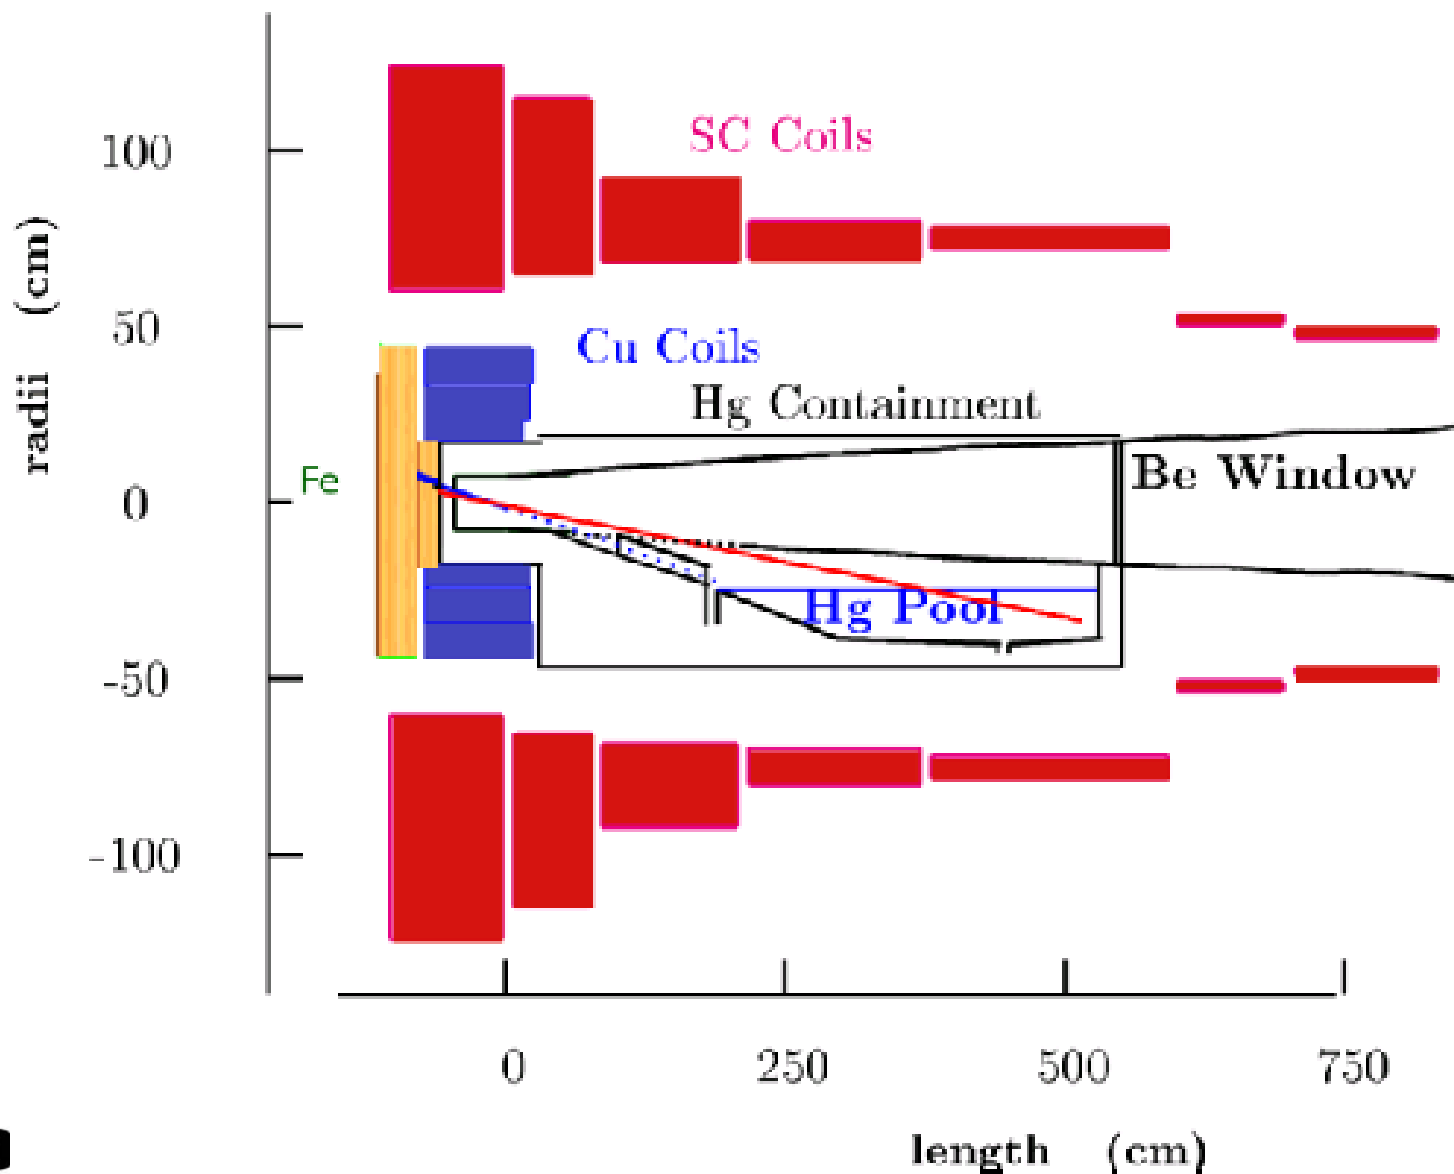 100
SC Coils
radii (cm)
50
Cu Coils
Hg Containment
Fe
0
Be Window
Hg Pool
-50
-100
0 250 500 750
length (cm)